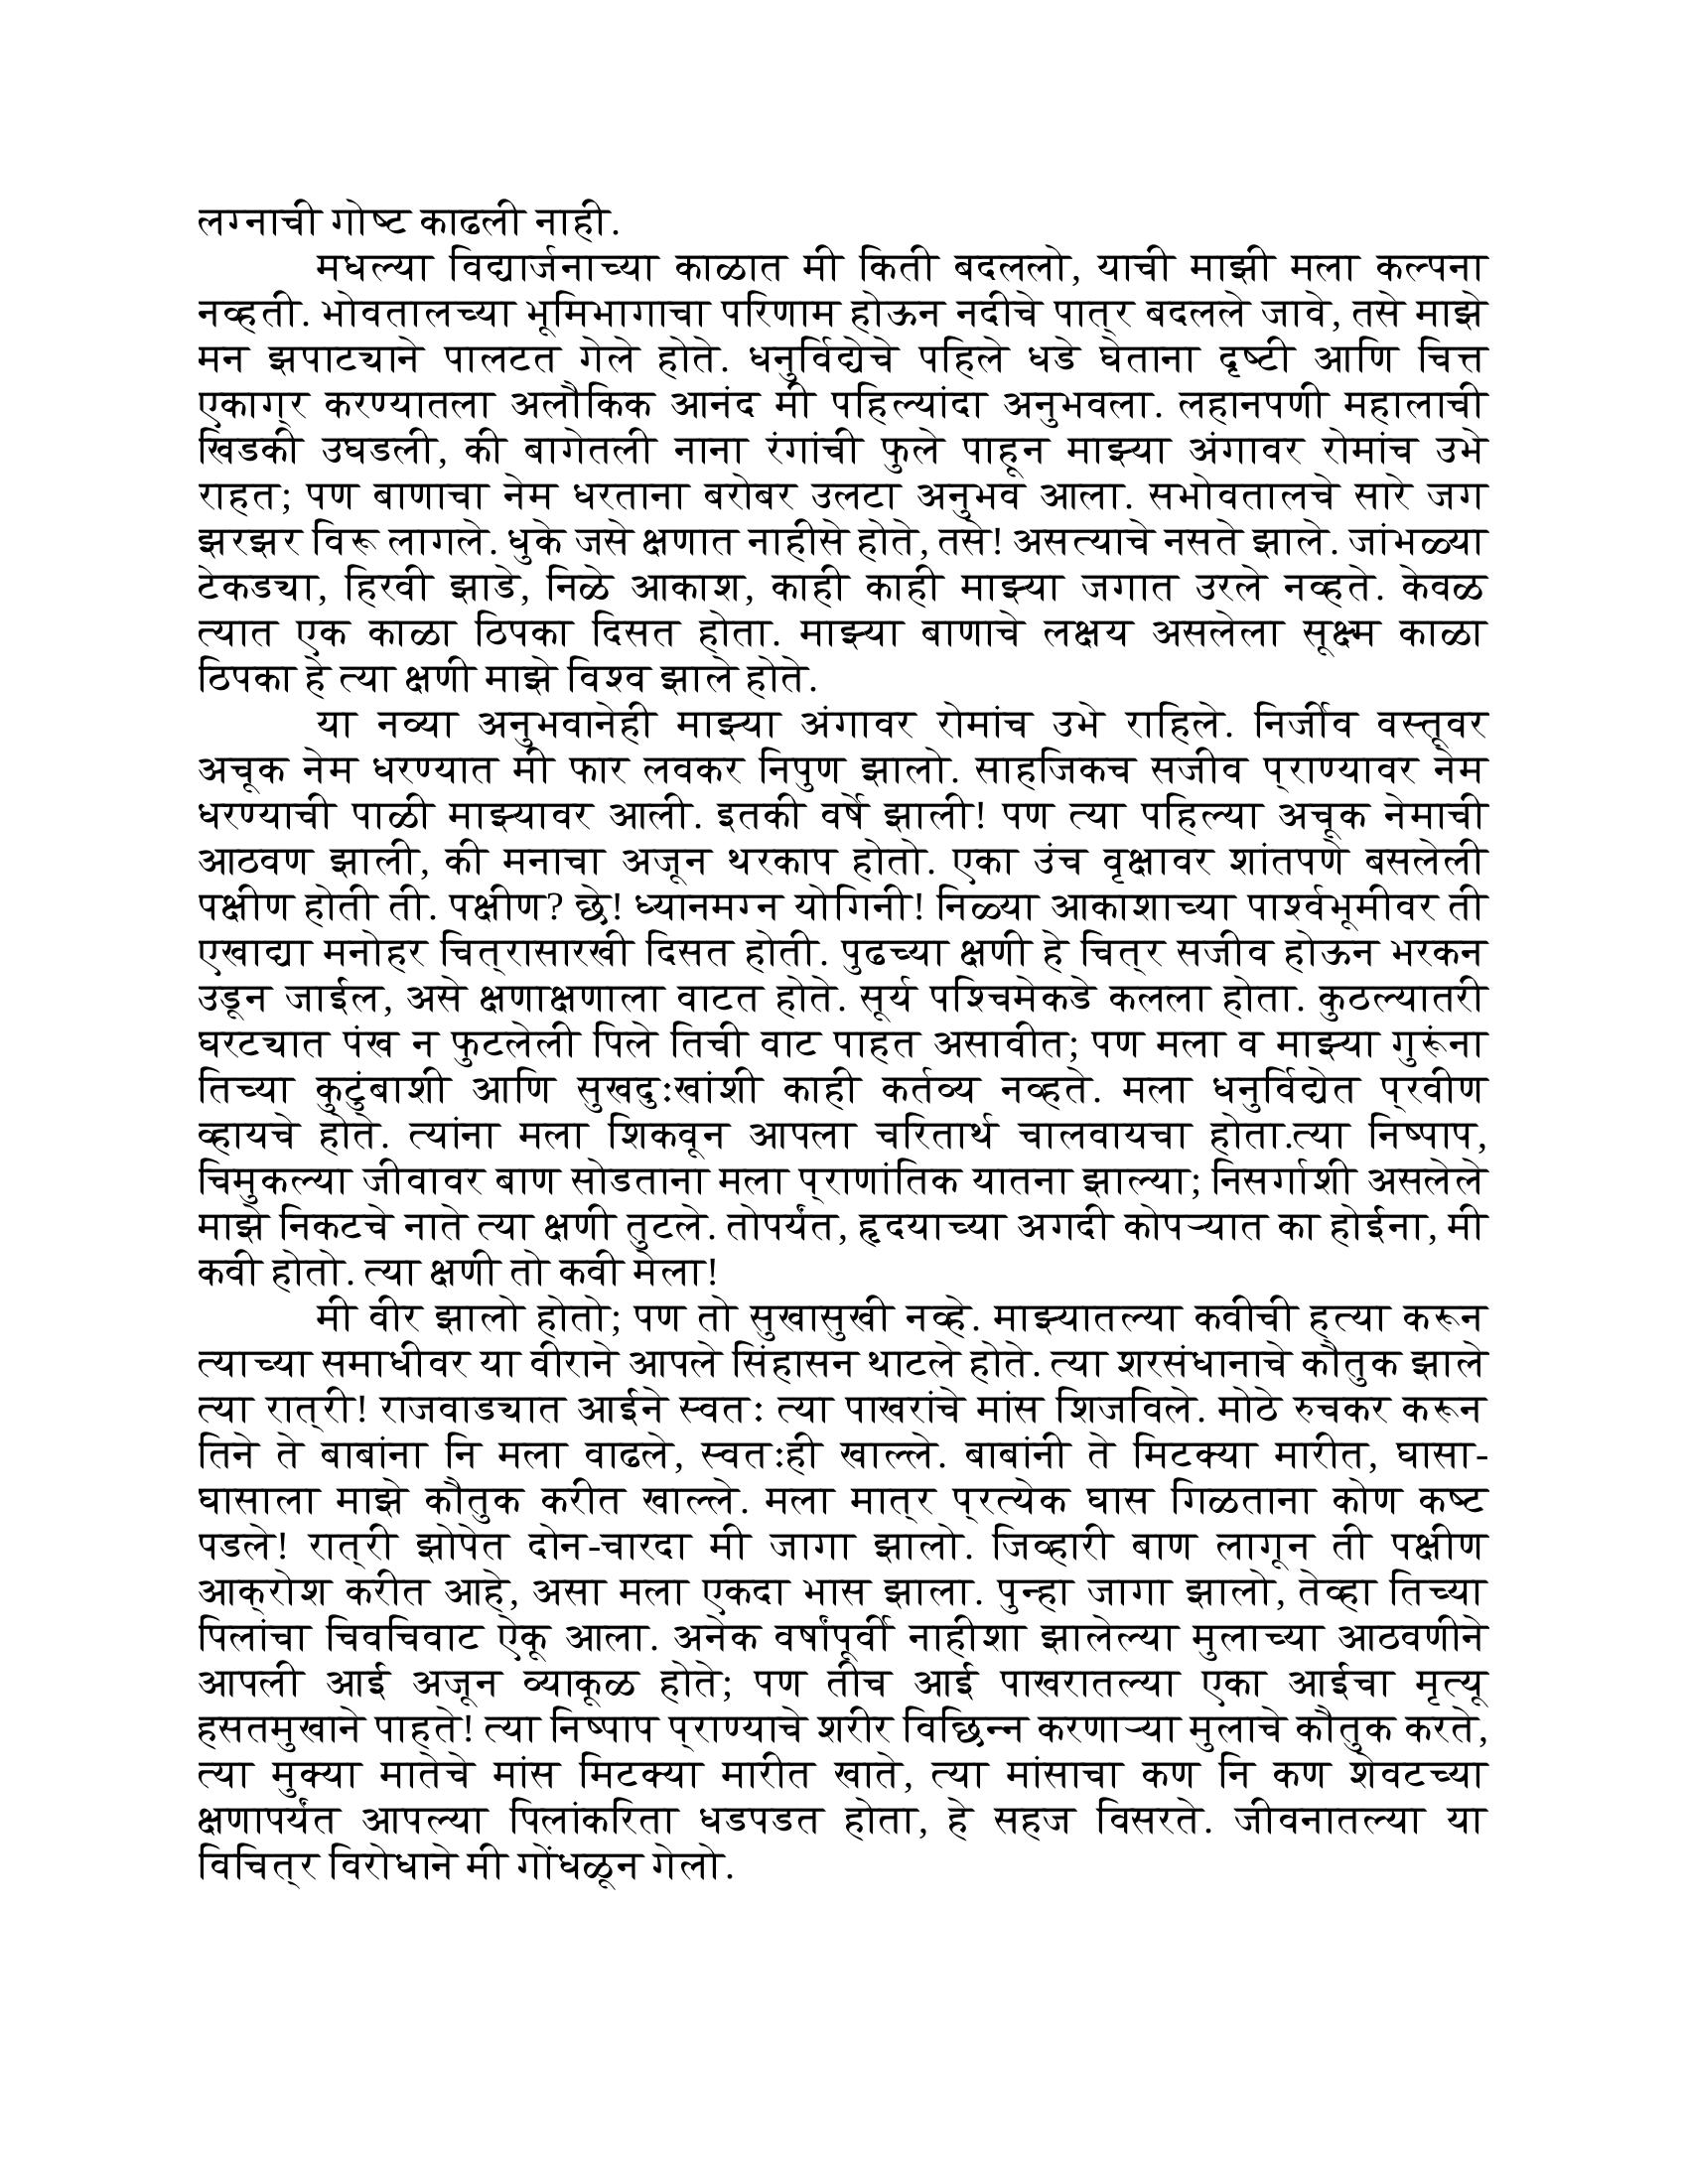 लग्नाची गोष्ट काढली नाही.
मधल्या विद्यार्जनाच्या काळात मी किती बदललो, याची माझी मला कल्पना
नव्हती. भोवतालच्या भूमिभागाचा परिणाम होऊन नदीचे पात्र बदलले जावे, तसे माझे
मन झपाट्याने पालटत गेले होते. धनुर्विद्येचे पहिले धडे घेताना दृष्टी आणि चित्त
एकाग्र करण्यातला अलौकिक आनंद मी पहिल्यांदा अनुभवला. लहानपणी महालाची
खिडकी उघडली, की बागेतली नाना रंगांची फुले पाहून माझ्या अंगावर रोमांच उभे
राहत; पण बाणाचा नेम धरताना बरोबर उलटा अनुभव आला. सभोवतालचे सारे जग
झरझर विरू लागले. धुके जसे क्षणात नाहीसे होते, तसे! असत्याचे नसते झाले. जांभळ्या
टेकड्या, हिरवी झाडे, निळे आकाश, काही काही माझ्या जगात उरले नव्हते. केवळ
त्यात एक काळा ठिपका दिसत होता. माझ्या बाणाचे लक्षय असलेला सूक्ष्म काळा
ठिपका हे त्या क्षणी माझे विश्व झाले होते.
या नव्या अनुभवानेही माझ्या अंगावर रोमांच उभे राहिले. निर्जीव वस्तूवर
अचूक नेम धरण्यात मी फार लवकर निपुण झालो. साहजिकच सजीव प्राण्यावर नेम
धरण्याची पाळी माझ्यावर आली. इतकी वर्षे झाली! पण त्या पहिल्या अचूक नेमाची
आठवण झाली, की मनाचा अजून थरकाप होतो. एका उंच वृक्षावर शांतपणे बसलेली
पक्षीण होती ती. पक्षीण? छे! ध्यानमग्न योगिनी! निळ्या आकाशाच्या पार्श्वभूमीवर ती
एखाद्या मनोहर चित्रासारखी दिसत होती. पुढच्या क्षणी हे चित्र सजीव होऊन भरकन
उडून जाईल, असे क्षणाक्षणाला वाटत होते. सूर्य पश्चिमेकडे कलला होता. कुठल्यातरी
घरट्यात पंख न फुटलेली पिले तिची वाट पाहत असावीत; पण मला व माझ्या गुरूंना
तिच्या कुटुंबाशी आणि सुखदुःखांशी काही कर्तव्य नव्हते. मला धनुर्विद्येत प्रवीण
व्हायचे होते. त्यांना मला शिकवून आपला चरितार्थ चालवायचा होता.त्या निष्पाप,
चिमुकल्या जीवावर बाण सोडताना मला प्राणांतिक यातना झाल्या; निसर्गाशी असलेले
माझे निकटचे नाते त्या क्षणी तुटले. तोपर्यंत, हृदयाच्या अगदी कोपऱ्यात का होईना, मी
कवी होतो. त्या क्षणी तो कवी मेला!
मी वीर झालो होतो; पण तो सुखासुखी नव्हे. माझ्यातल्या कवीची हत्या करून
त्याच्या समाधीवर या वीराने आपले सिंहासन थाटले होते. त्या शरसंधानाचे कौतुक झाले
त्या रात्री! राजवाड्यात आईने स्वतः त्या पाखरांचे मांस शिजविले. मोठे रुचकर करून
तिने ते बाबांना नि मला वाढले, स्वतःही खाल्ले. बाबांनी ते मिटक्या मारीत, घासा-
घासाला माझे कौतुक करीत खाल्ले. मला मात्र प्रत्येक घास गिळताना कोण कष्ट
पडले! रात्री झोपेत दोन-चारदा मी जागा झालो. जिव्हारी बाण लागून ती पक्षीण
आक्रोश करीत आहे, असा मला एकदा भास झाला. पुन्हा जागा झालो, तेव्हा तिच्या
पिलांचा चिवचिवाट ऐकू आला. अनेक वर्षांपूर्वी नाहीशा झालेल्या मुलाच्या आठवणीने
आपली आई अजून व्याकूळ होते; पण तीच आई पाखरातल्या एका आईचा मृत्यू
हसतमुखाने पाहते! त्या निष्पाप प्राण्याचे शरीर विछिन्न करणाऱ्या मुलाचे कौतुक करते,
त्या मुक्या मातेचे मांस मिटक्या मारीत खाते, त्या मांसाचा कण नि कण शेवटच्या
क्षणापर्यंत आपल्या पिलांकरिता धडपडत होता, हे सहज विसरते. जीवनातल्या या
विचित्र विरोधाने मी गोंधळून गेलो.